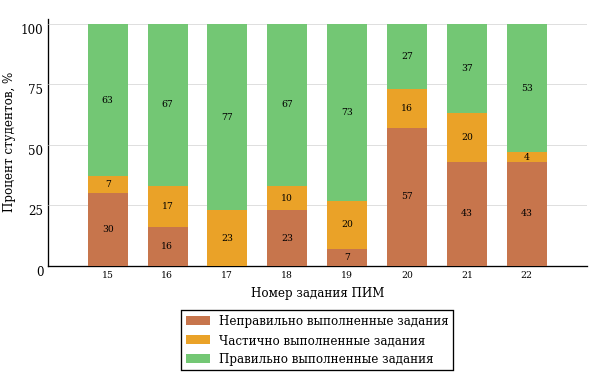 Процент студентов, %
100
75
50
25
0
63 67 77 67 73 27 37 53
7 17 23 10 20 16 20 4
30 16 23 7 57 43 43
15 16 17 18 19 20 21 22
Номер задания ПИМ
Неправильно выполненные задания
Частично выполненные задания
Правильно выполненные задания